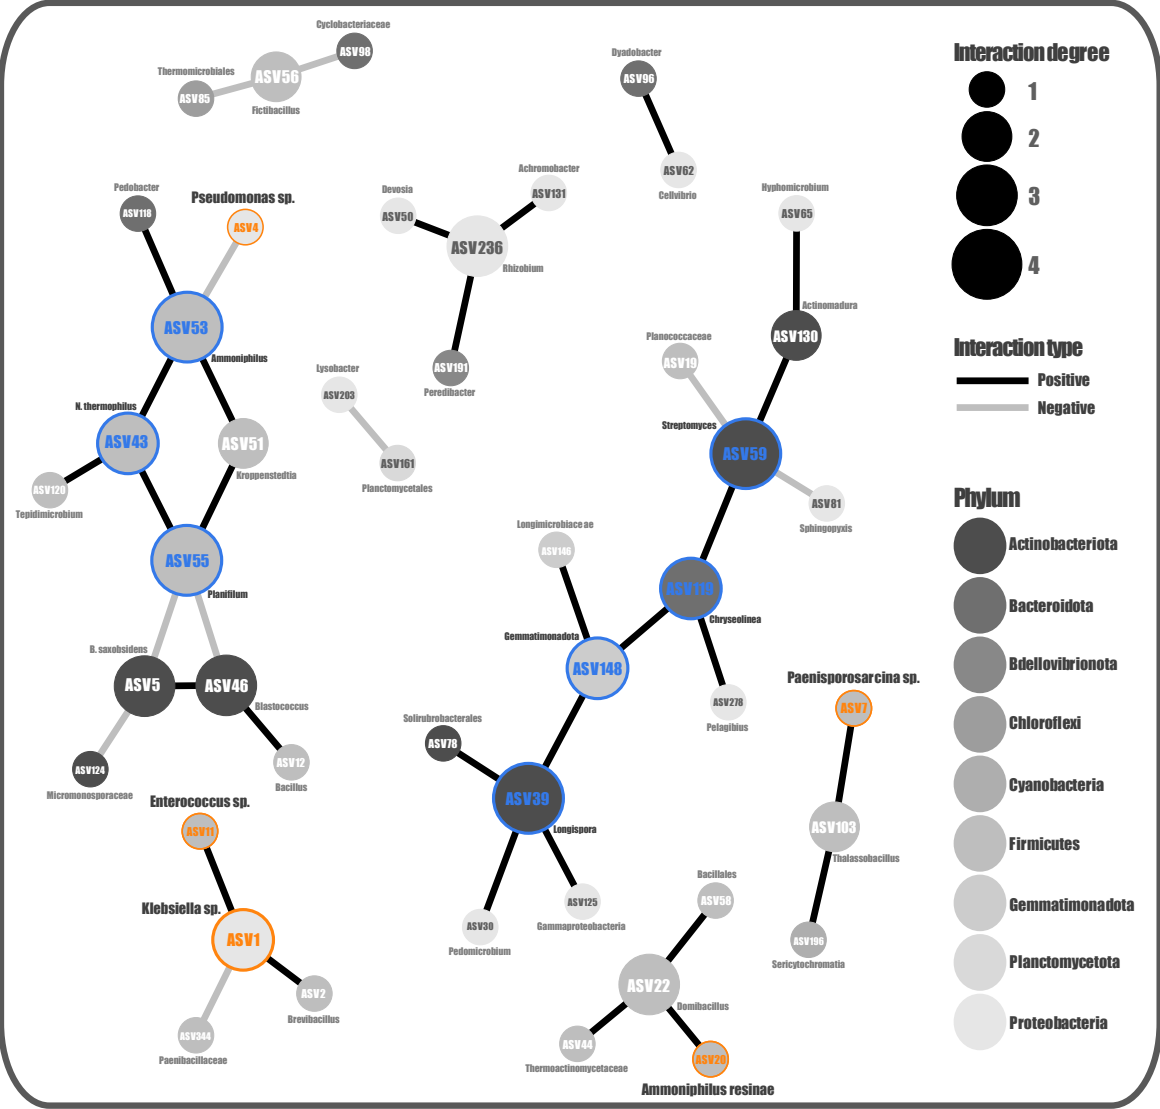 Cyclobacteriaceae
ASV98
Thermomicrobiales
ASV56
ASV85
Fictibacillus
Dyadobacter
ASV96
ASV62
Cellvibrio
Interaction degree
1
2
3
4
Pedobacter
ASV118
Pseudomonas sp.
ASV4
ASV53
Ammoniphilus
N. thermophilus
ASV43
ASV51
Kroppenstedtia
ASV120
Tepidimicrobium
ASV55
Planifilum
B. saxobsidens
ASV5
ASV46
Blastococcus
ASV124
Micromonosporaceae
ASV12
Bacillus
Devosia
ASV50
Achromobacter
ASV131
ASV236
Rhizobium
ASV191
Peredibacter
Lysobacter
ASV203
ASV161
Planctomycetales
Hyphomicrobium
ASV65
Actinomadura
ASV130
Planococcaceae
ASV19
Streptomyces
ASV59
ASV81
Sphingopyxis
Longimicrobiaceae
ASV146
ASV110
Chryseolinea
Gemmatimonadota
ASV148
ASV278
Pelagibius
Solirubrobacterales
ASV78
ASV39
Longispora
ASV30
Pedomicrobium
ASV125
Gammaproteobacteria
Interaction type
Positive
Negative
Phylum
Actinobacteriota
Bacteroidota
Bdellovibrionota
Chloroflexi
Cyanobacteria
Firmicutes
Gemmatimonadota
Planctomycetota
Proteobacteria
Paenisporosarcina sp.
ASV7
ASV103
Thalassobacillus
ASV196
Sericytochromatia
Enterococcus sp.
ASV11
Klebsiella sp.
ASV1
ASV2
Brevibacillus
ASV344
Paenibacillaceae
Bacillales
ASV58
ASV22
Domibacillus
ASV44
Thermoactinomycetaceae
ASV20
Ammoniphilus resinae